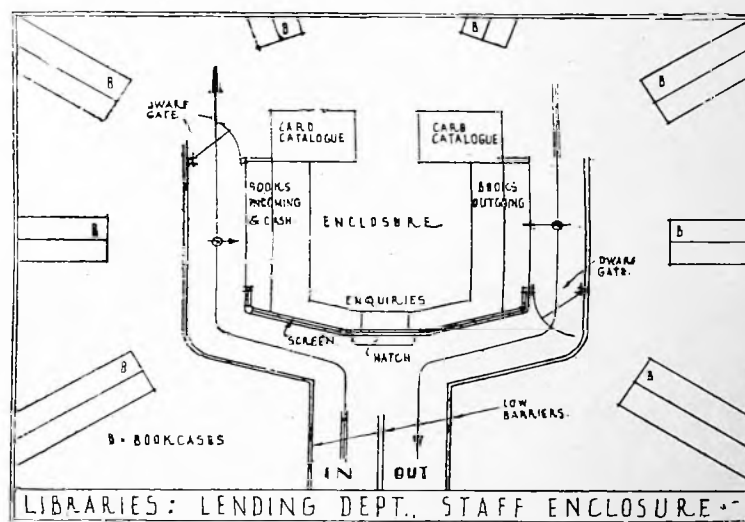 B
B
B
B
DWARF
GATE.
CARD
CATALOGUE
CARD
CATALOGUE
BOOKS
INCOMING
& CASH
BOOKS
OUTGOING
ENCLOSURE
B
B
DWARF
GATE.
ENQUIRIES
SCREEN
HATCH
B
B
LOW
BARRIERS.
B = BOOKCASES
IN OUT
LIBRARIES: LENDING DEPT., STAFF ENCLOSURE